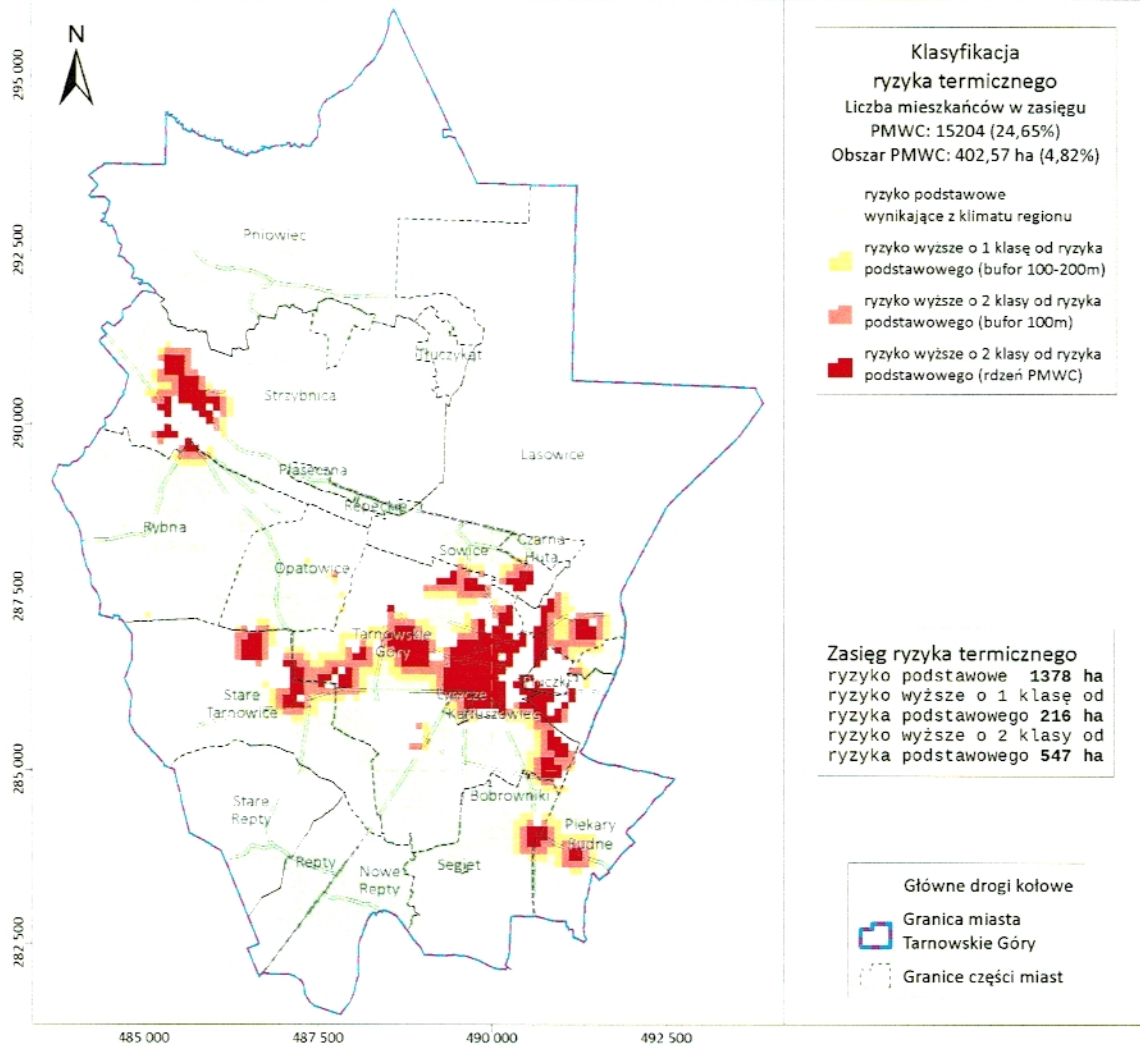 N
295 000
292 500
290 000
287 500
285 000
282 500
485 000
487 500
490 000
492 500
Pniowiec
Strzybnica
Lasowice
Piaseczna
Repeckie
Rybna
Opatowice
Sowice
Czarna
Huta
Tarnowskie
Góry
Stare
Tarnowice
Lyszcze
Puczki
Kaniuszowiec
Bobrowniki
Piekary
Rudne
Stare
Repty
Repty
Nowe
Repty
Segiet
Klasyfikacja
ryzyka termicznego
Liczba mieszkańców w zasięgu
PMWC: 15204 (24,65%)
Obszar PMWC: 402,57 ha (4,82%)
ryzyko podstawowe
wynikające z klimatu regionu
ryzyko wyższe o 1 klasę od ryzyka
podstawowego (bufor 100-200m)
ryzyko wyższe o 2 klasy od ryzyka
podstawowego (bufor 100m)
ryzyko wyższe o 2 klasy od ryzyka
podstawowego (rdzeń PMWC)
Zasięg ryzyka termicznego
ryzyko podstawowe 1378 ha
ryzyko wyższe o 1 klasę od
ryzyka podstawowego 216 ha
ryzyko wyższe o 2 klasy od
ryzyka podstawowego 547 ha
Główne drogi kołowe
Granica miasta
Tarnowskie Góry
Granice części miast